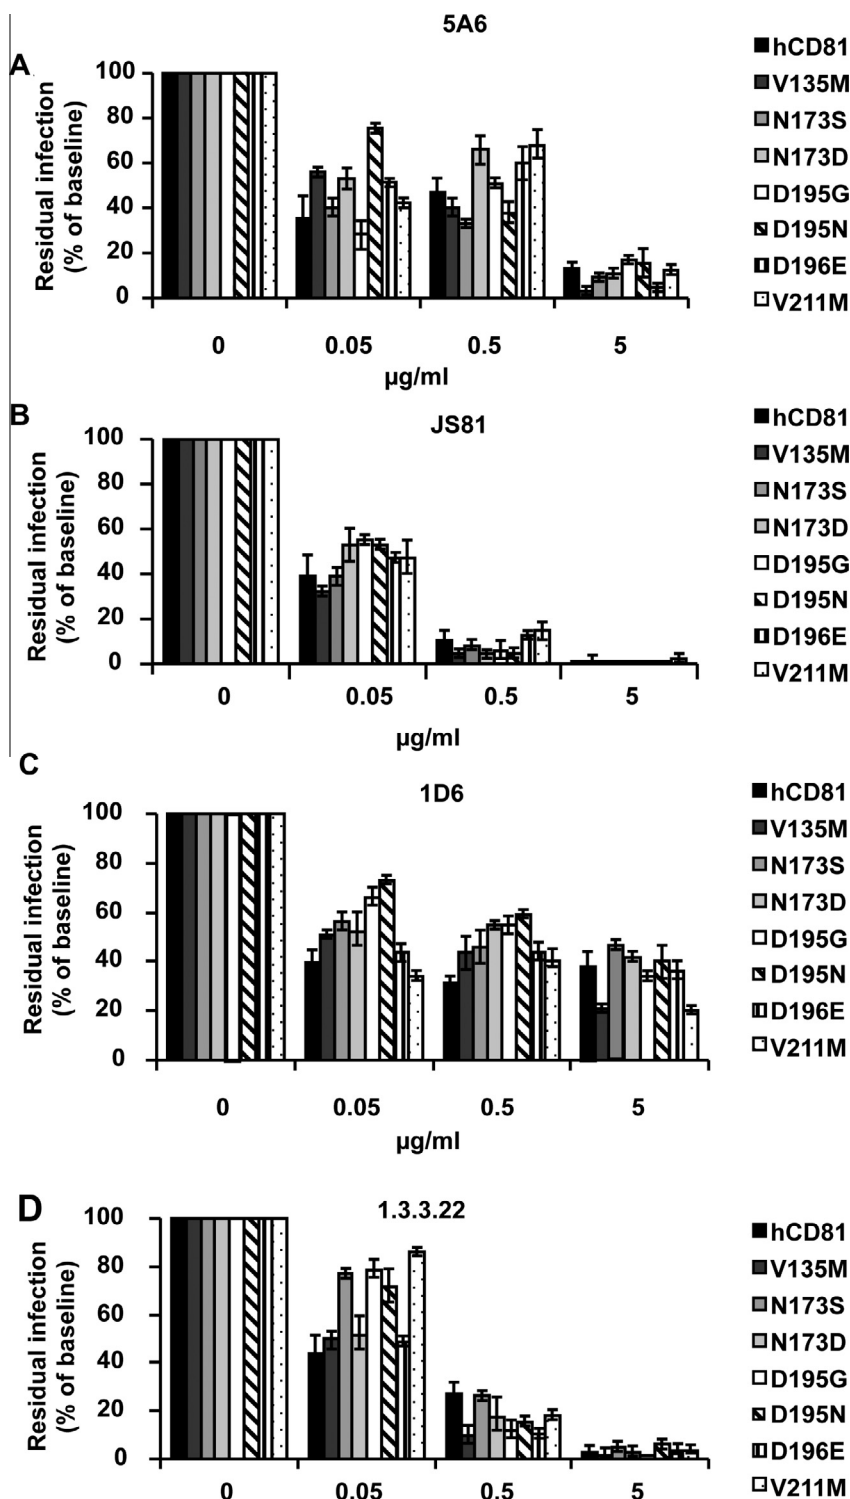 5A6
A
Residual infection
(% of baseline)
100
80
60
40
20
0
0 0.05 0.5 5
µg/ml
hCD81
V135M
N173S
N173D
D195G
D195N
D196E
V211M
B
JS81
Residual infection
(% of baseline)
100
80
60
40
20
0
0 0.05 0.5 5
µg/ml
hCD81
V135M
N173S
N173D
D195G
D195N
D196E
V211M
C
1D6
Residual infection
(% of baseline)
100
80
60
40
20
0
0 0.05 0.5 5
µg/ml
hCD81
V135M
N173S
N173D
D195G
D195N
D196E
V211M
D
1.3.3.22
Residual infection
(% of baseline)
100
80
60
40
20
0
0 0.05 0.5 5
hCD81
V135M
N173S
N173D
D195G
D195N
D196E
V211M